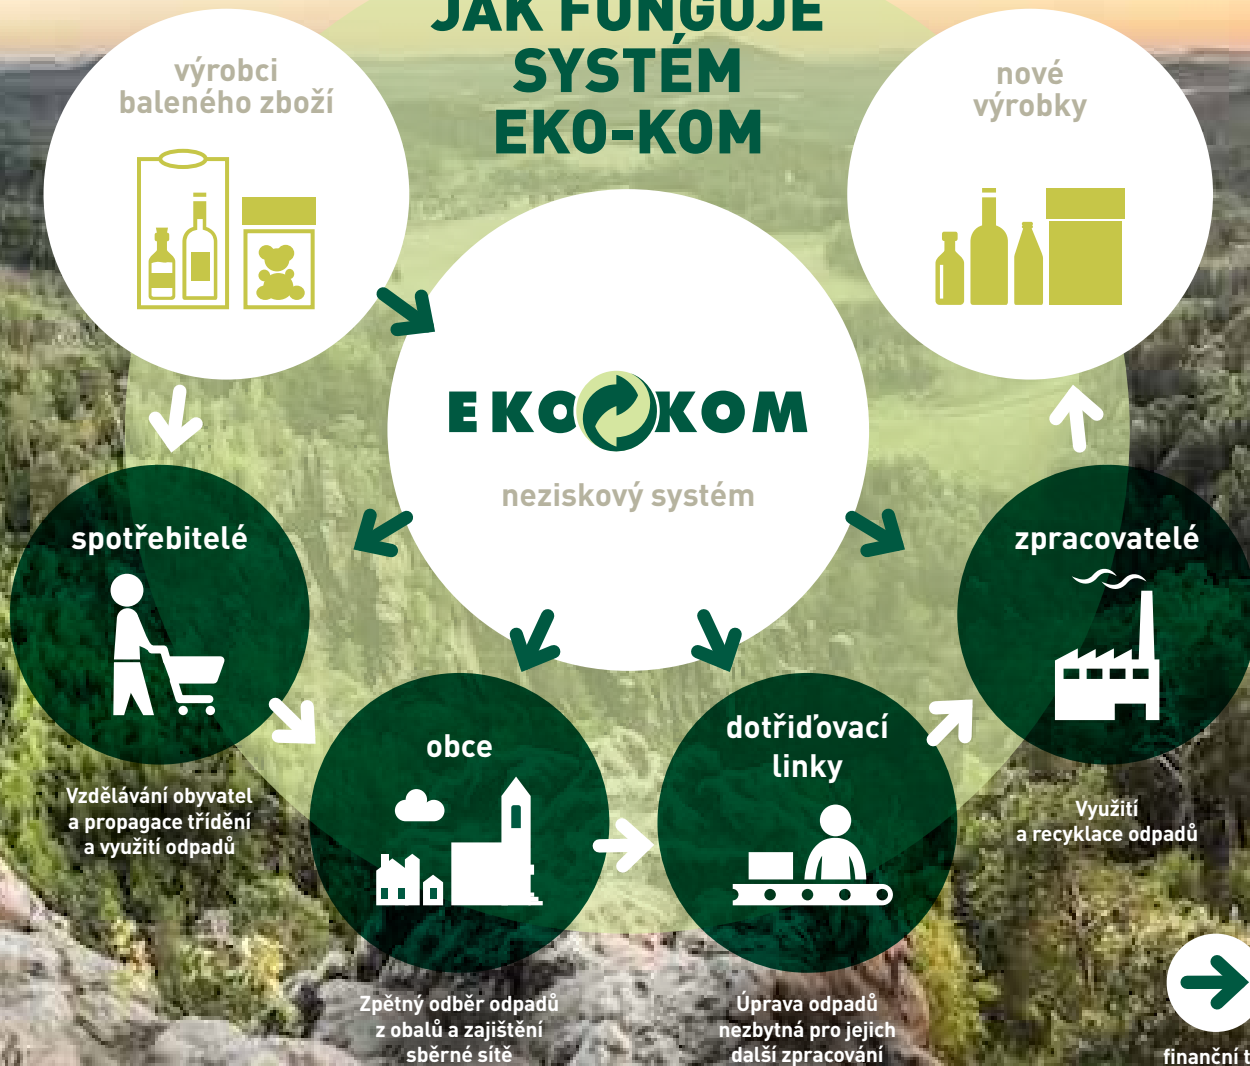 JAK FUNGUJE
SYSTÉM
EKO-KOM
výrobci
baleného zboží
nové
výrobky
EKO KOM
neziskový systém
spotřebitelé
zpracovatelé
obce
dotřiďovací
linky
Vzdělávání obyvatel
a propagace třídění
a využití odpadů
Využití
a recyklace odpadů
Zpětný odběr odpadů
z obalů a zajištění
sběrné sítě
Úprava odpadů
nezbytná pro jejich
další zpracování
finanční